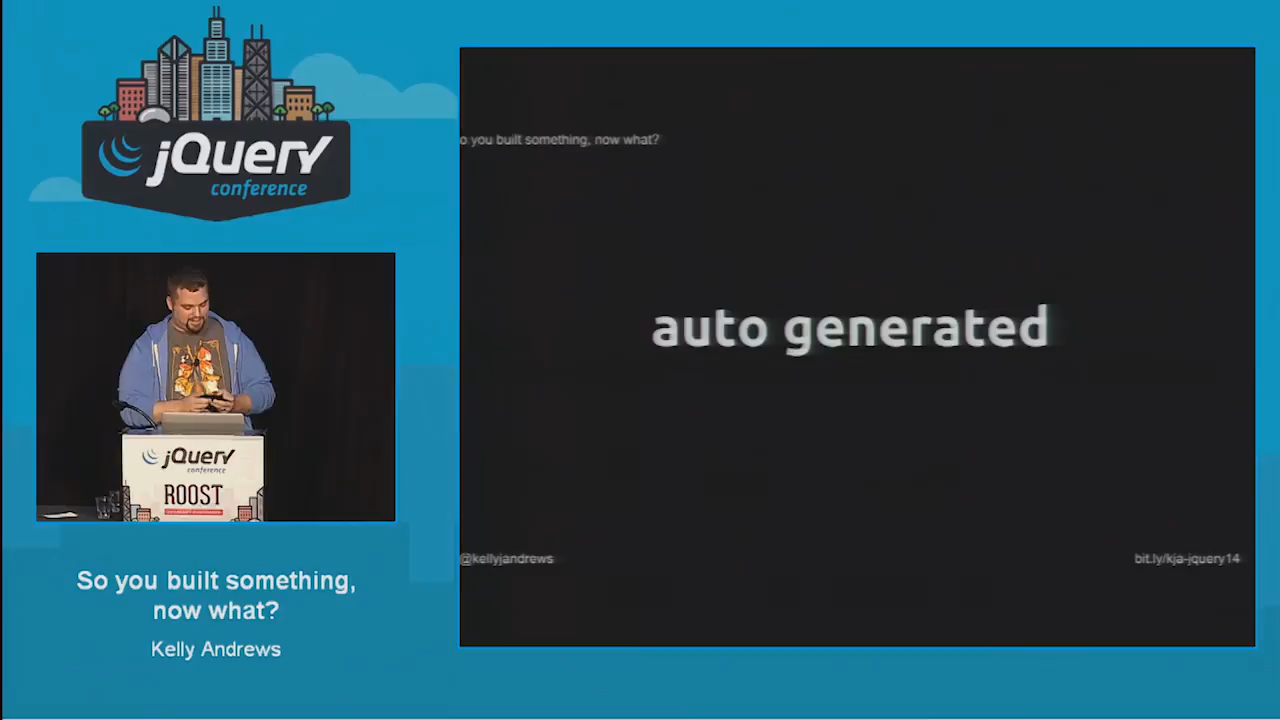 jQuery
conference
jQuery
conference
ROOST
So you built something,
now what?
Kelly Andrews
o you built something, now what?
auto generated
@kellyjandrews
bit.ly/kja-jquery14